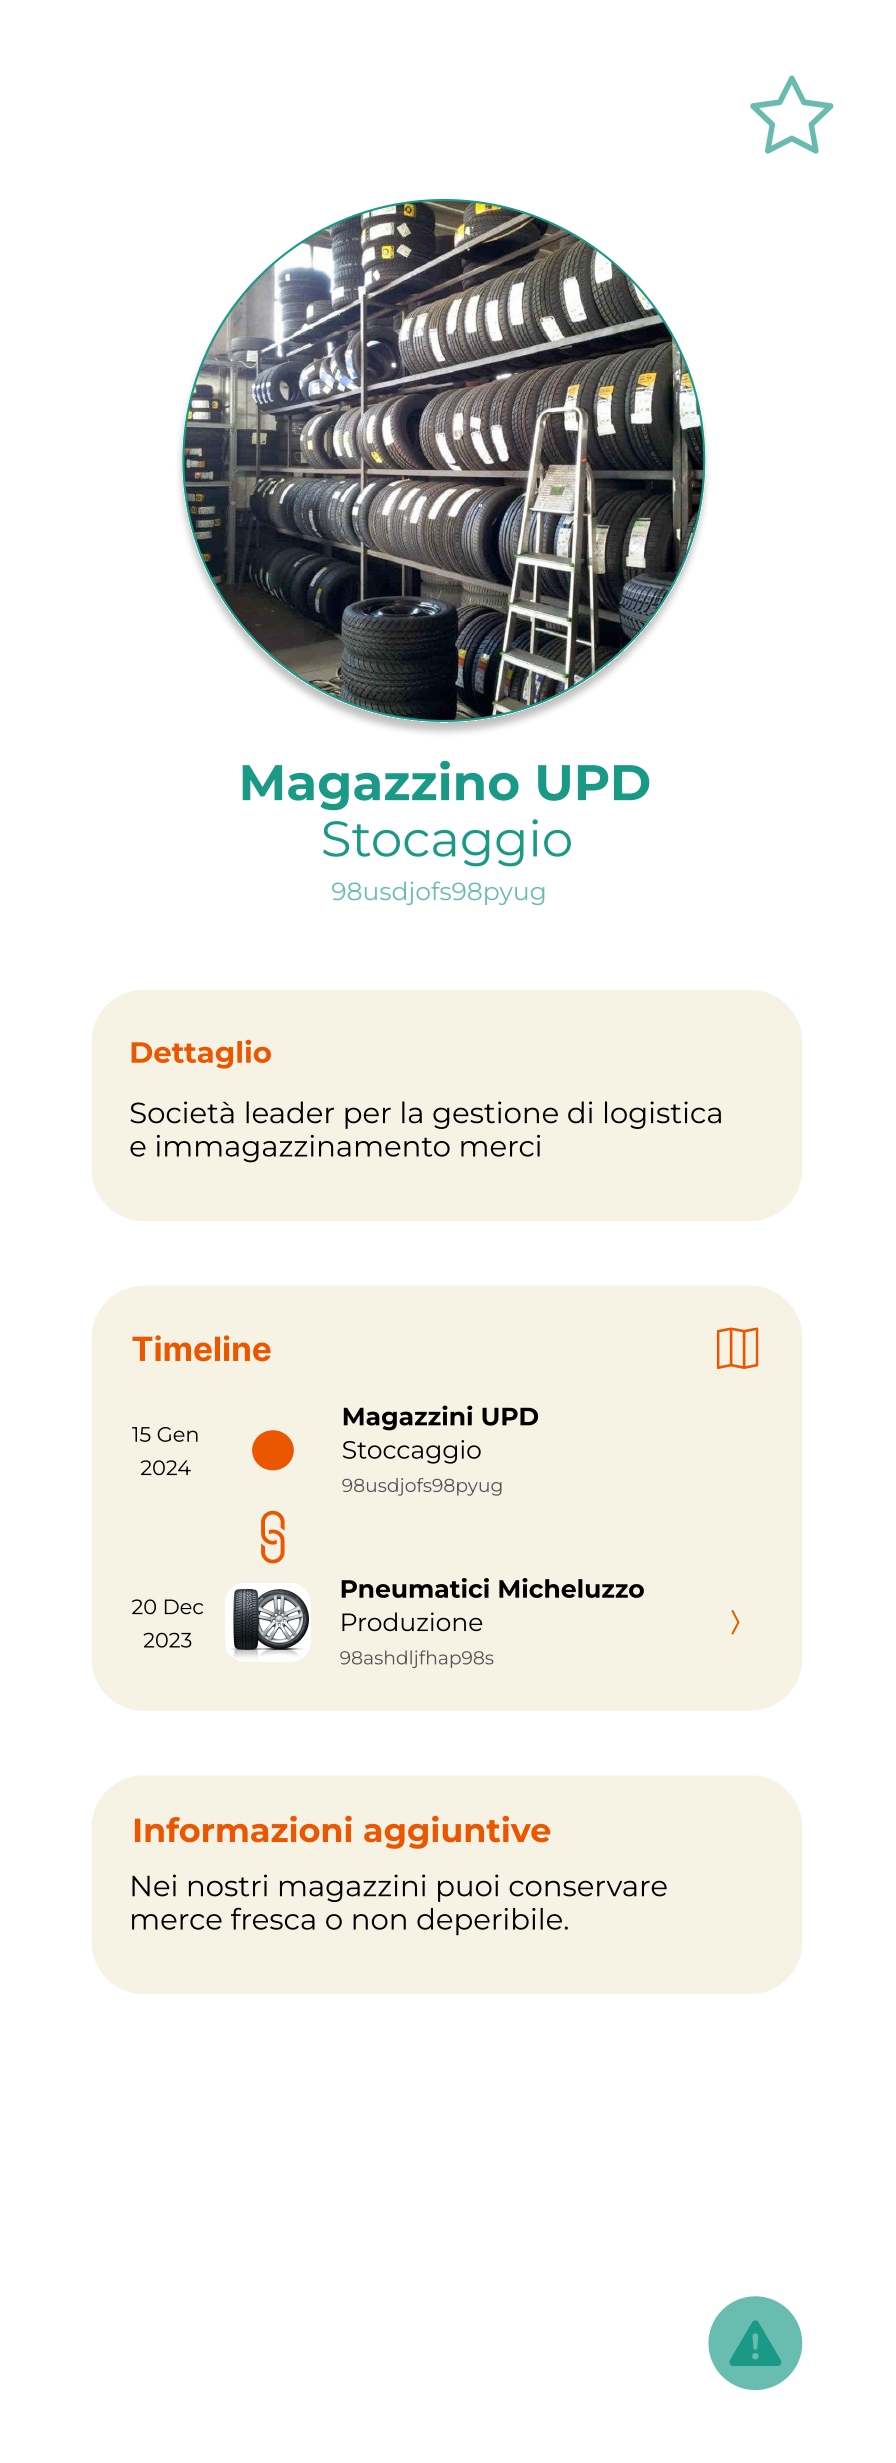 Magazzino UPD
Stocaggio
98usdjofs98pyug
Dettaglio
Società leader per la gestione di logistica
e immagazzinamento merci
Timeline
15 Gen
2024
Magazzini UPD
Stoccaggio
98usdjofs98pyug
20 Dec
2023
Pneumatici Micheluzzo
Produzione
98ashdljfhap98s
Informazioni aggiuntive
Nei nostri magazzini puoi conservare
merce fresca o non deperibile.